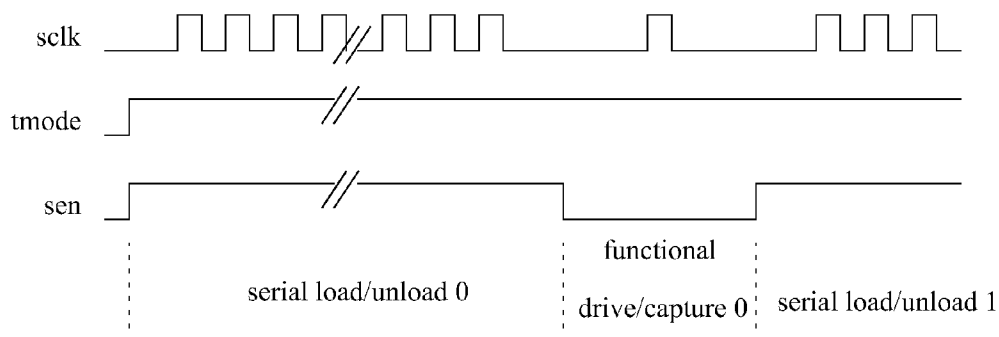 sclk
tmode
sen
functional
serial load/unload 0
drive/capture 0
serial load/unload 1